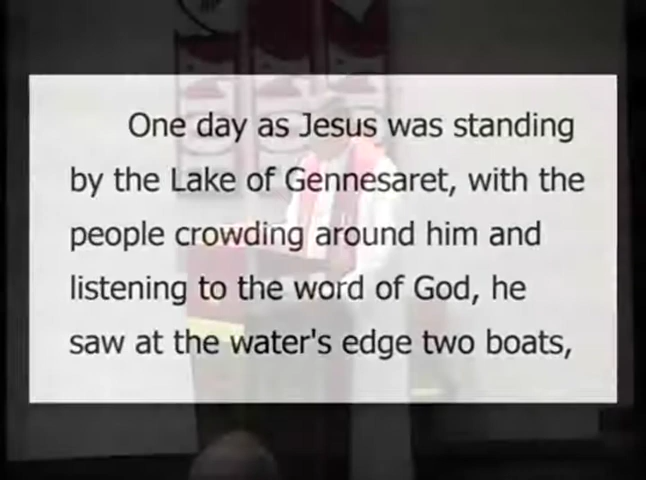 One day as Jesus was standing
by the Lake of Gennesaret, with the
people crowding around him and
listening to the word of God, he
saw at the water's edge two boats,